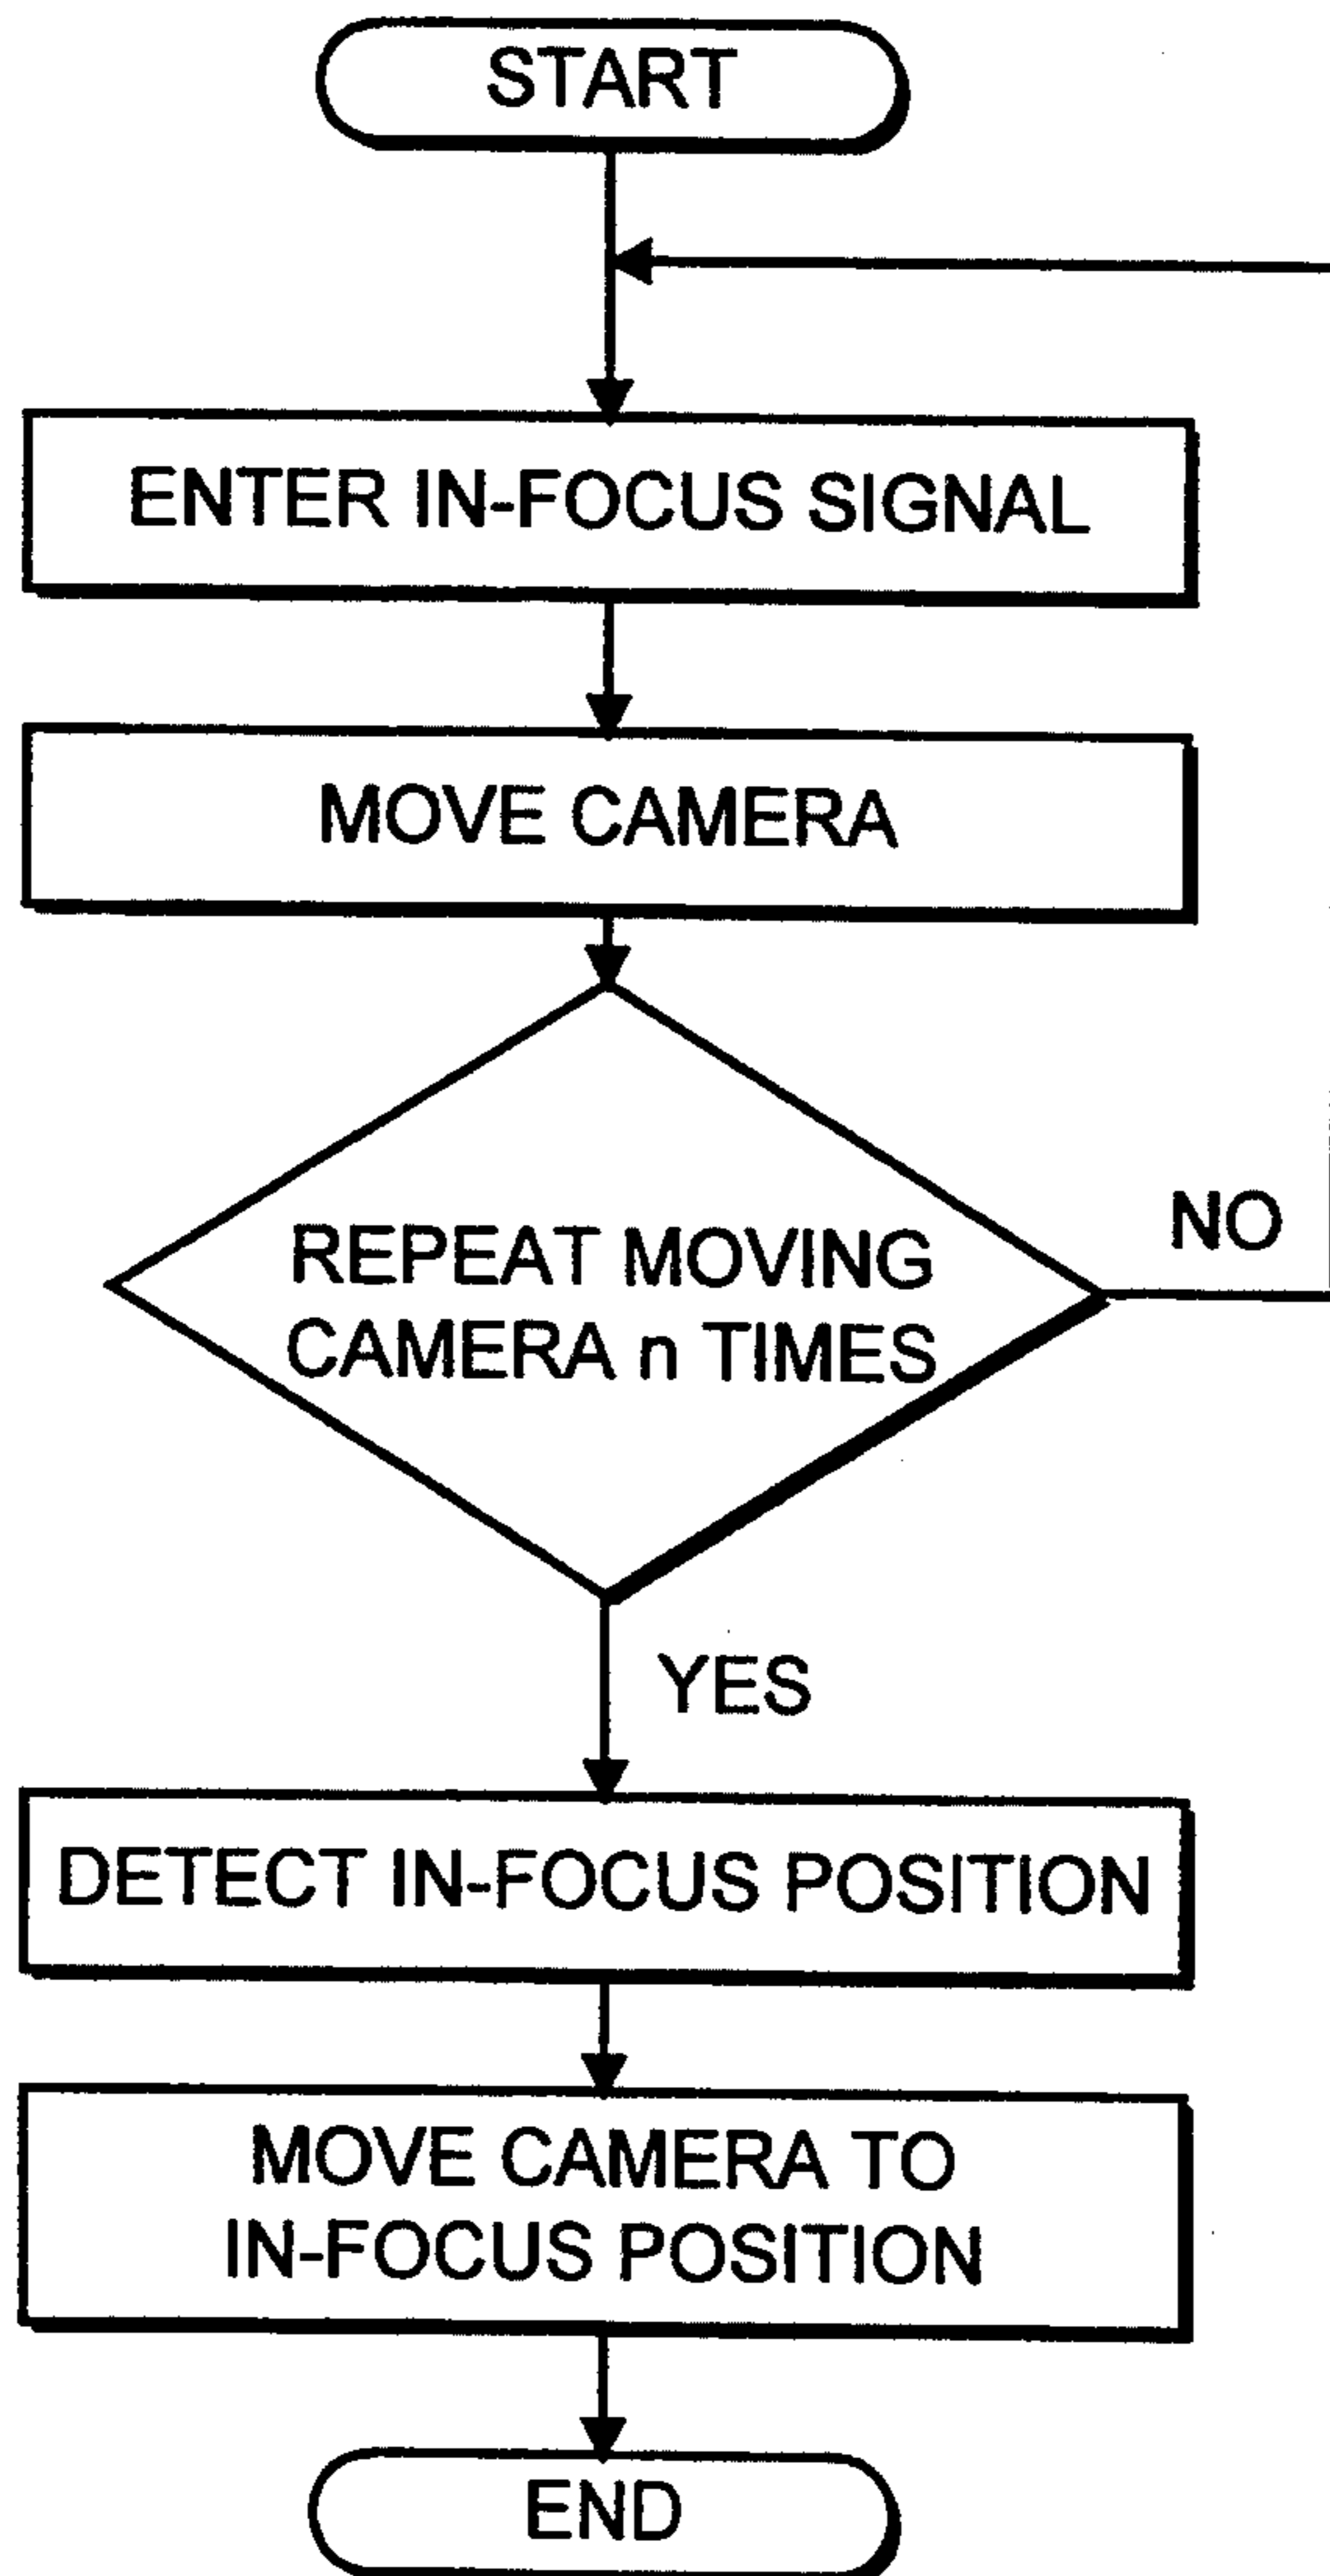 START
ENTER IN-FOCUS SIGNAL
MOVE CAMERA
REPEAT MOVING
CAMERA n TIMES
NO
YES
DETECT IN-FOCUS POSITION
MOVE CAMERA TO
IN-FOCUS POSITION
END